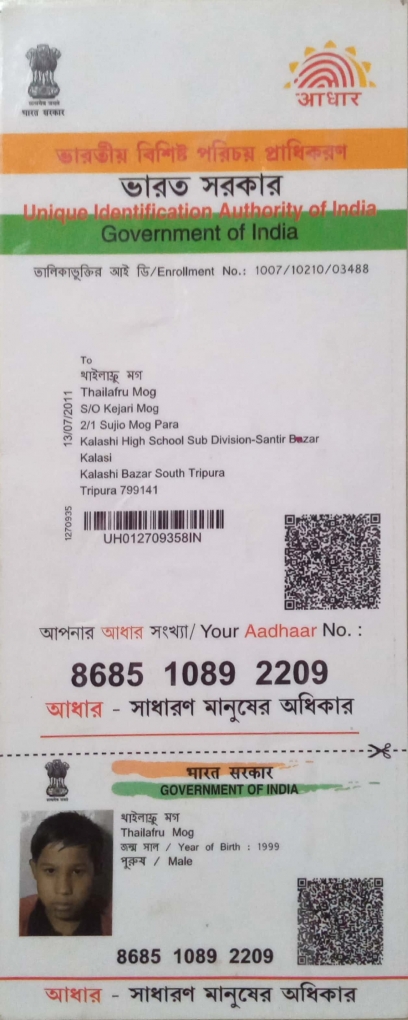 भारत सरकार
आधार
ভারতীয় বিশিষ্ট পরিচয় প্রাধিকরণ
ভারত সরকার
Unique Identification Authority of India
Government of India
তালিকাভুক্তির আই ডি/Enrollment No.: 1007/10210/03488
To
থাইলাফ্রু মগ
Thailafru Mog
S/O Kejari Mog
2/1 Sujio Mog Para
Kalashi High School Sub Division-Santir Bazar
Kalasi
Kalashi Bazar South Tripura
Tripura 799141
13/07/2011
1270935
UH012709358IN
আপনার আধার সংখ্যা/ Your Aadhaar No. :
8685 1089 2209
আধার - সাধারণ মানুষের অধিকার
भारत सरकार
GOVERNMENT OF INDIA
থাইলাফ্রু মগ
Thailafru Mog
জন্ম সাল / Year of Birth : 1999
পুরুষ / Male
8685 1089 2209
আধার - সাধারণ মানুষের অধিকার